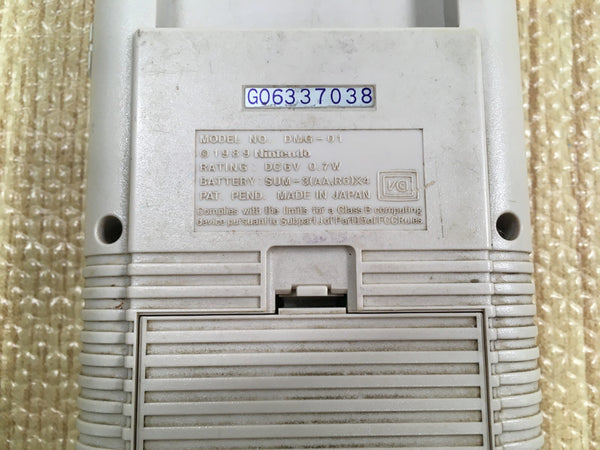 G06337038
MODEL NO. DMG-01
© 1989 Nintendo
RATING: DC6V 0.7W
BATTERY: SUM-3(AA,R6)X4
PAT. PEND. MADE IN JAPAN
Complies with the limits for a Class B computing
device pursuant to Subpart J of Part 15 of FCC Rules.